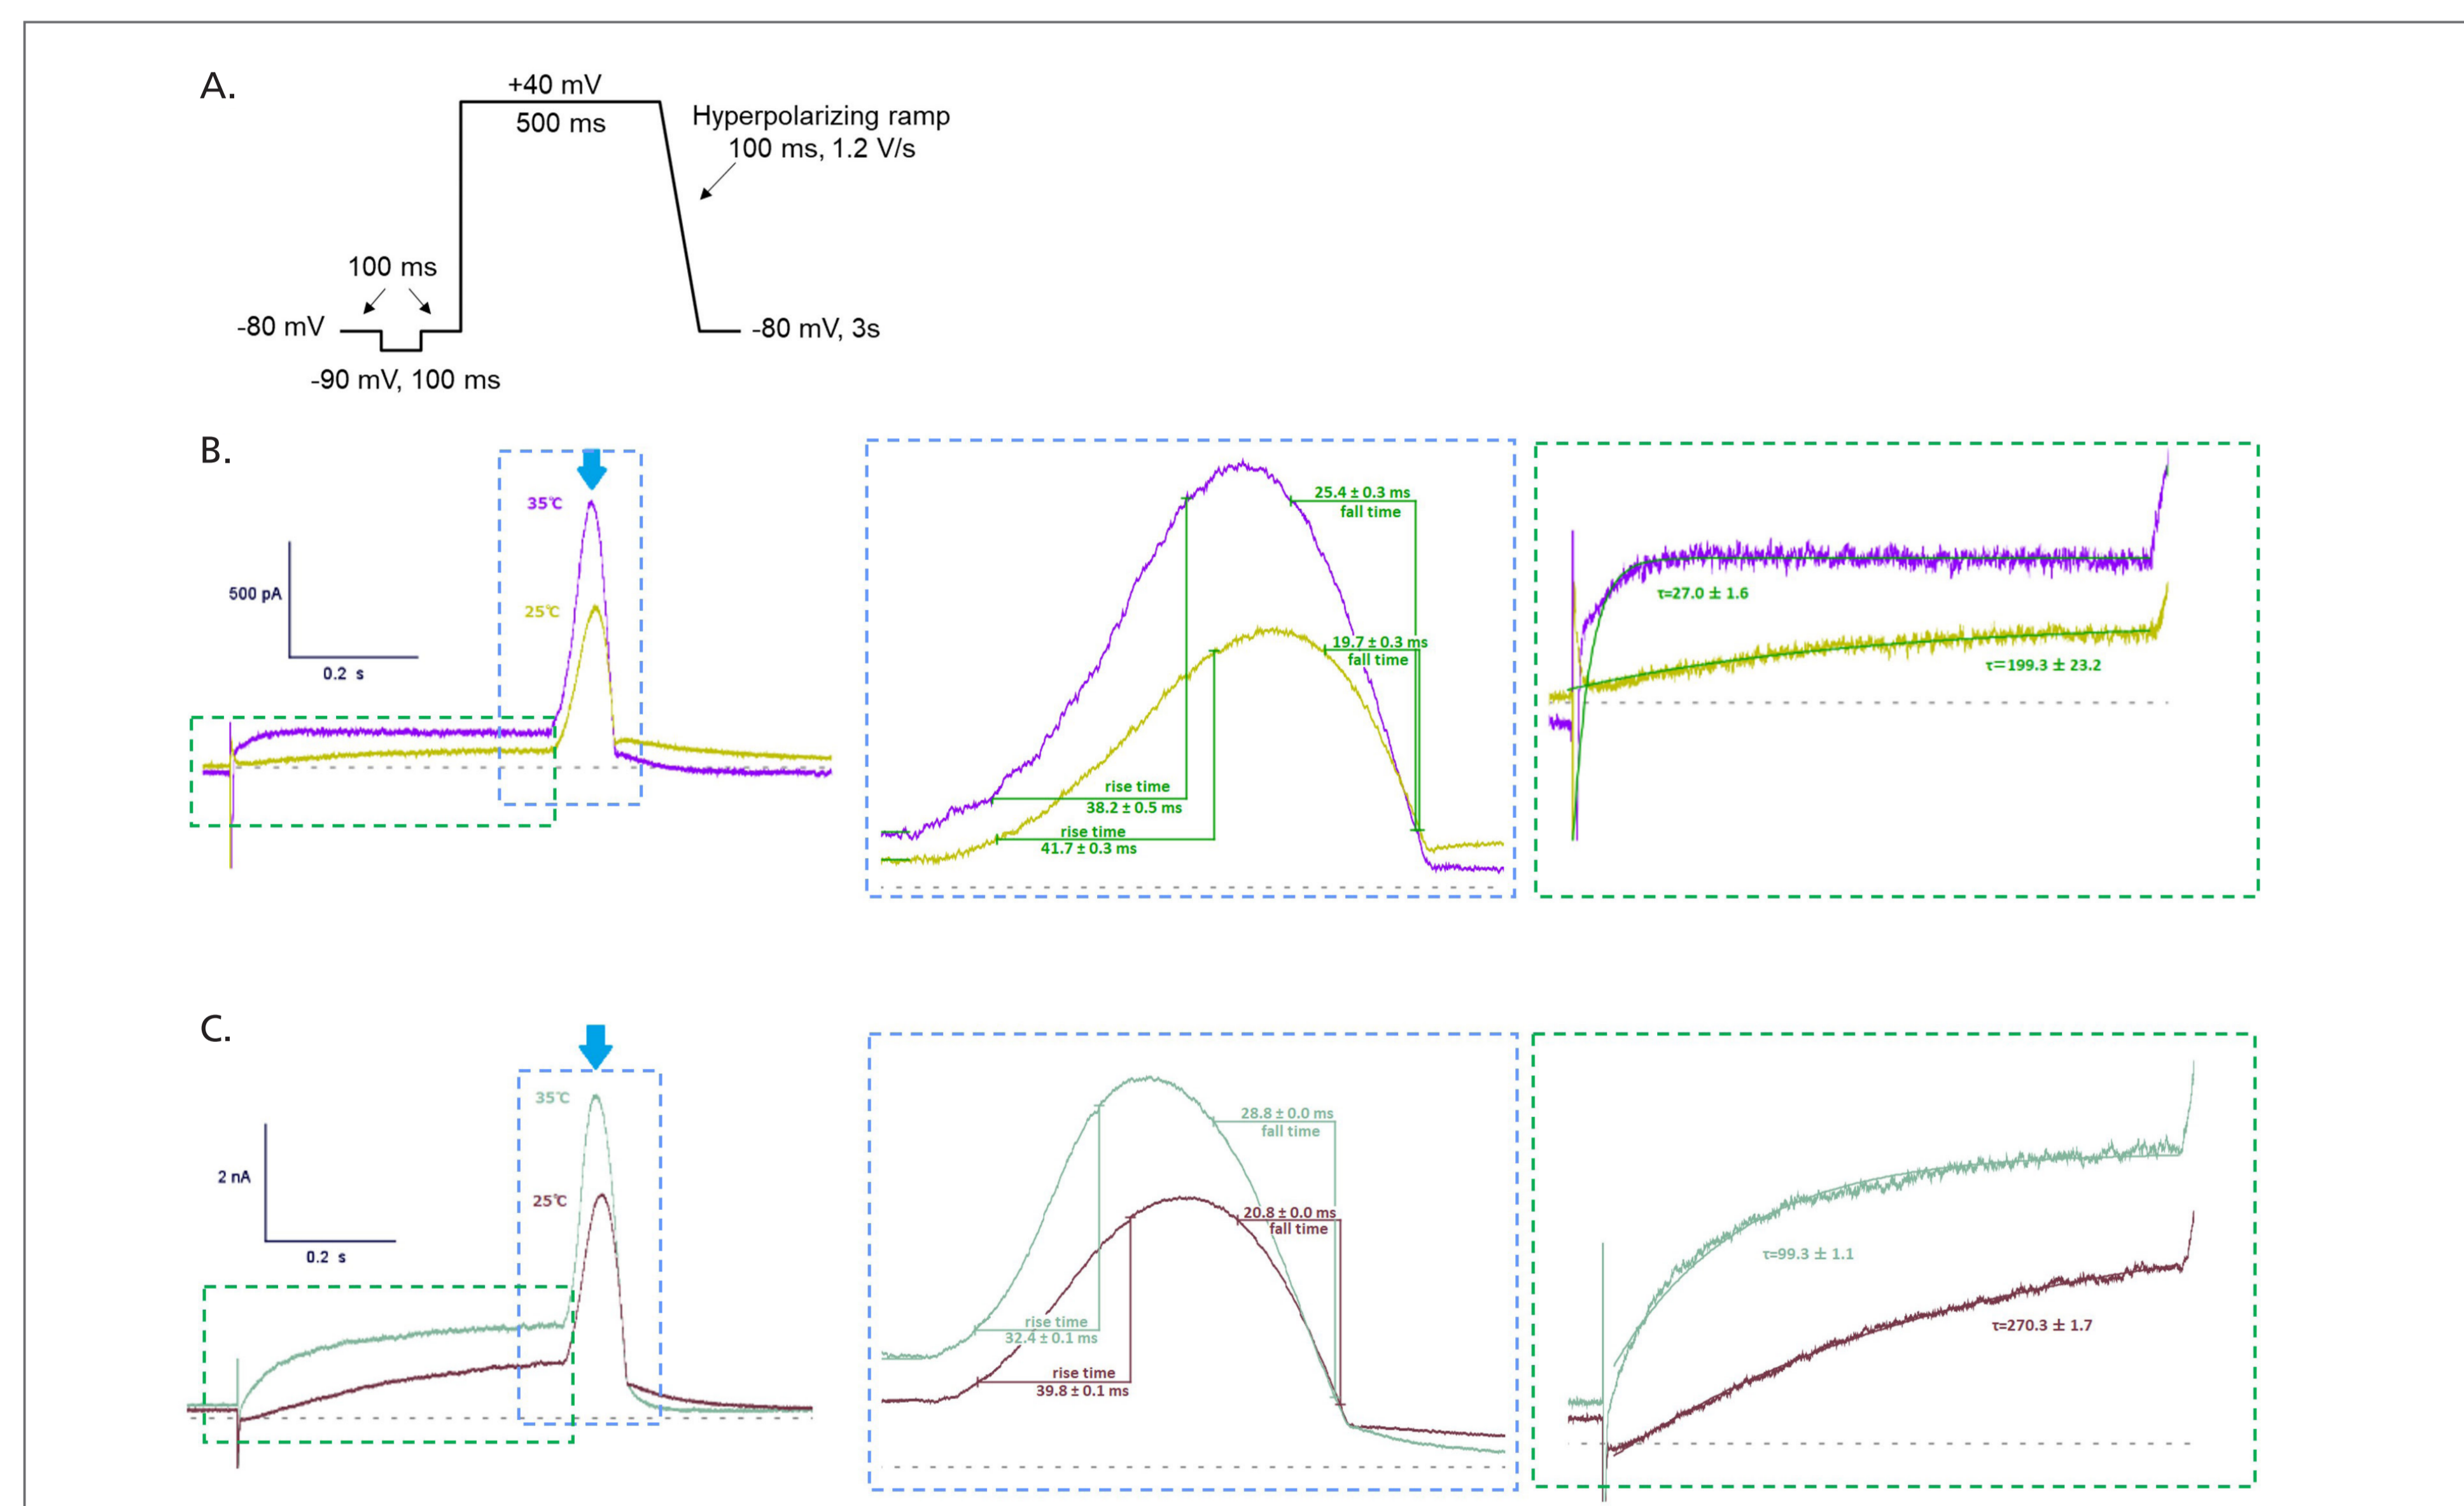 A.
+40 mV
500 ms
Hyperpolarizing ramp
100 ms, 1.2 V/s
100 ms
-80 mV
-80 mV, 3s
-90 mV, 100 ms
B.
35℃
25℃
500 pA
0.2 s
25.4 ± 0.3 ms
fall time
19.7 ± 0.3 ms
fall time
rise time
38.2 ± 0.5 ms
rise time
41.7 ± 0.3 ms
τ=27.0 ± 1.6
τ=199.3 ± 23.2
C.
35℃
25℃
2 nA
0.2 s
28.8 ± 0.0 ms
fall time
20.8 ± 0.0 ms
fall time
rise time
32.4 ± 0.1 ms
rise time
39.8 ± 0.1 ms
τ=99.3 ± 1.1
τ=270.3 ± 1.7